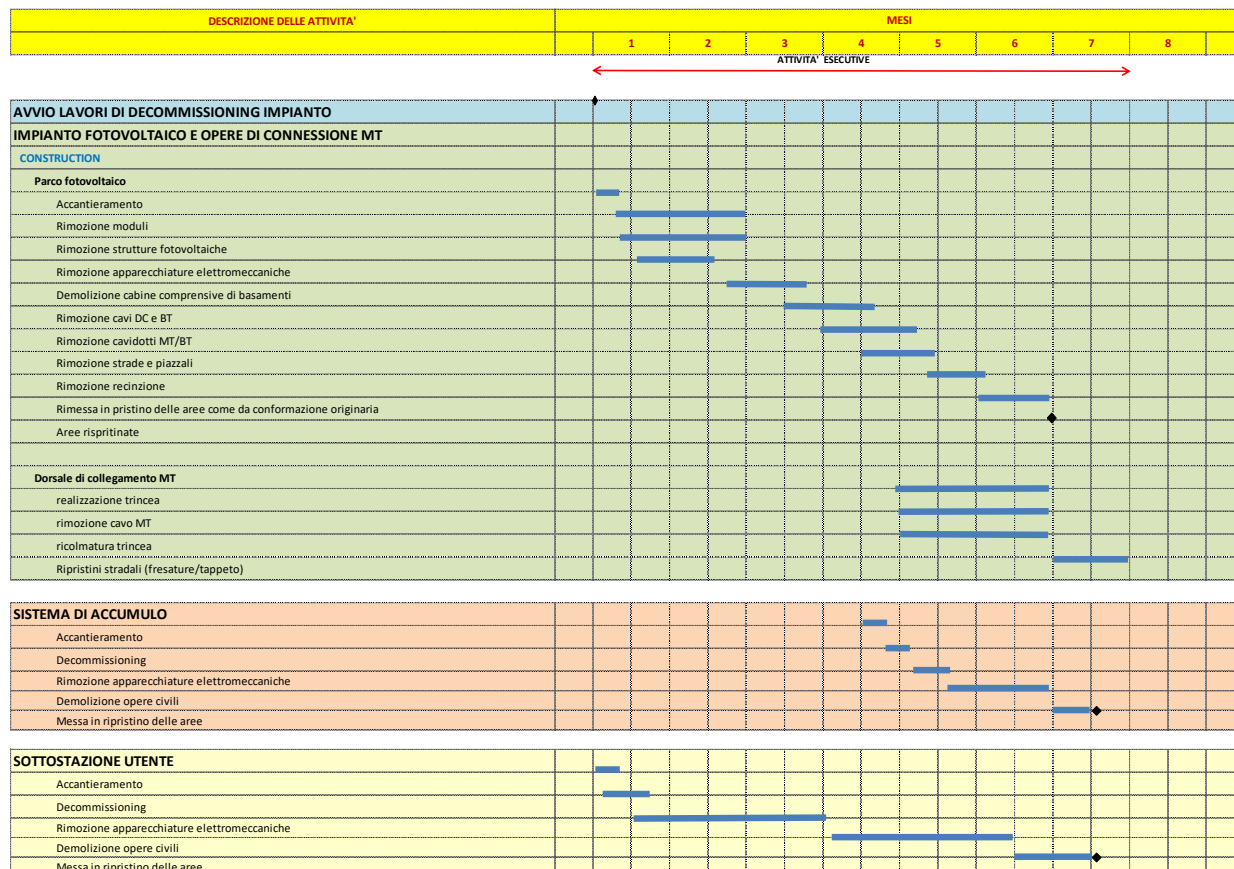 DESCRIZIONE DELLE ATTIVITA' MESI
1 2 3 4 5 6 7 8
ATTIVITA' ESECUTIVE
AVVIO LAVORI DI DECOMMISSIONING IMPIANTO
IMPIANTO FOTOVOLTAICO E OPERE DI CONNESSIONE MT
CONSTRUCTION
Parco fotovoltaico
Accantieramento
Rimozione moduli
Rimozione strutture fotovoltaiche
Rimozione apparecchiature elettromeccaniche
Demolizione cabine comprensive di basamenti
Rimozione cavi DC e BT
Rimozione cavidotti MT/BT
Rimozione strade e piazzali
Rimozione recinzione
Rimessa in pristino delle aree come da conformazione originaria
Aree rispritinate
Dorsale di collegamento MT
realizzazione trincea
rimozione cavo MT
ricolmatura trincea
Ripristini stradali (fresature/tappeto)
SISTEMA DI ACCUMULO
Accantieramento
Decommissioning
Rimozione apparecchiature elettromeccaniche
Demolizione opere civili
Messa in ripristino delle aree
SOTTOSTAZIONE UTENTE
Accantieramento
Decommissioning
Rimozione apparecchiature elettromeccaniche
Demolizione opere civili
Messa in ripristino delle aree